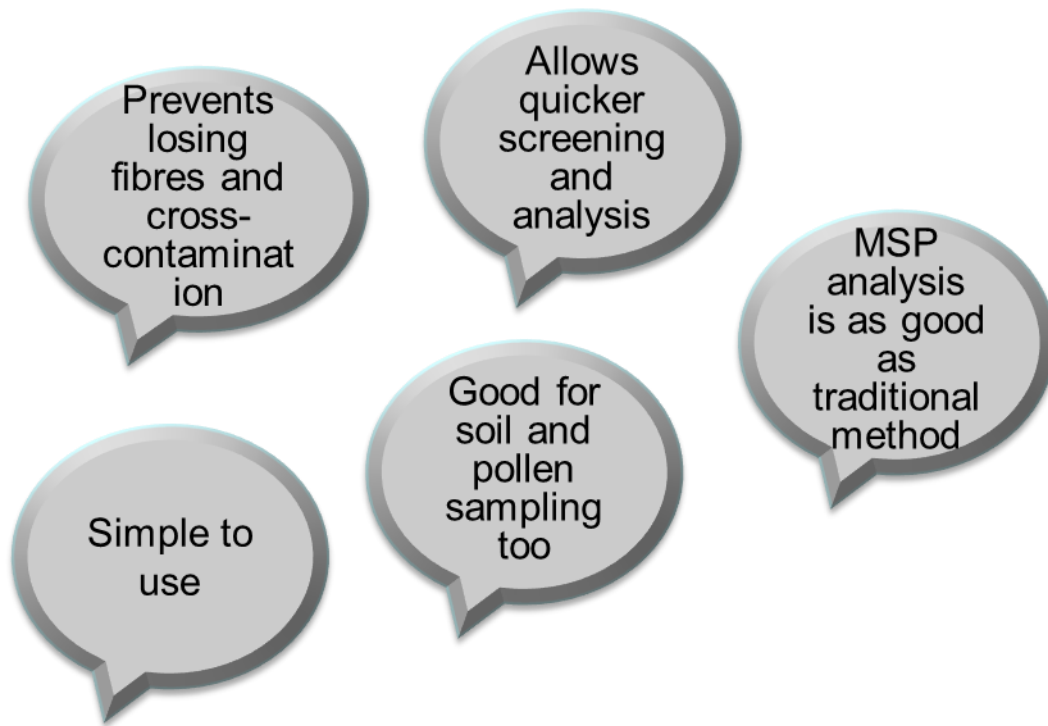 Prevents
losing
fibres and
cross-
contaminat
ion
Allows
quicker
screening
and
analysis
MSP
analysis
is as good
as
traditional
method
Good for
soil and
pollen
sampling
too
Simple to
use